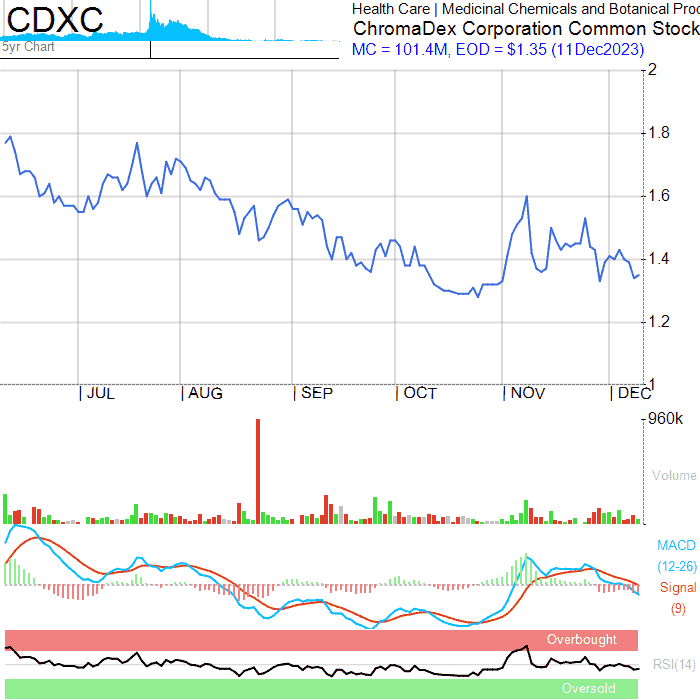 CDXC
5yr Chart
Health Care | Medicinal Chemicals and Botanical Proc
ChromaDex Corporation Common Stock
MC = 101.4M, EOD = $1.35 (11Dec2023)
2
1.8
1.6
1.4
1.2
1
JUL AUG SEP OCT NOV DEC
960k
Volume
MACD
(12-26)
Signal
(9)
Overbought
RSI(14)
Oversold